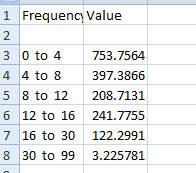 1 Frequency Value
2
3 0 to 4 753.7564
4 4 to 8 397.3866
5 8 to 12 208.7131
6 12 to 16 241.7755
7 16 to 30 122.2991
8 30 to 99 3.225781